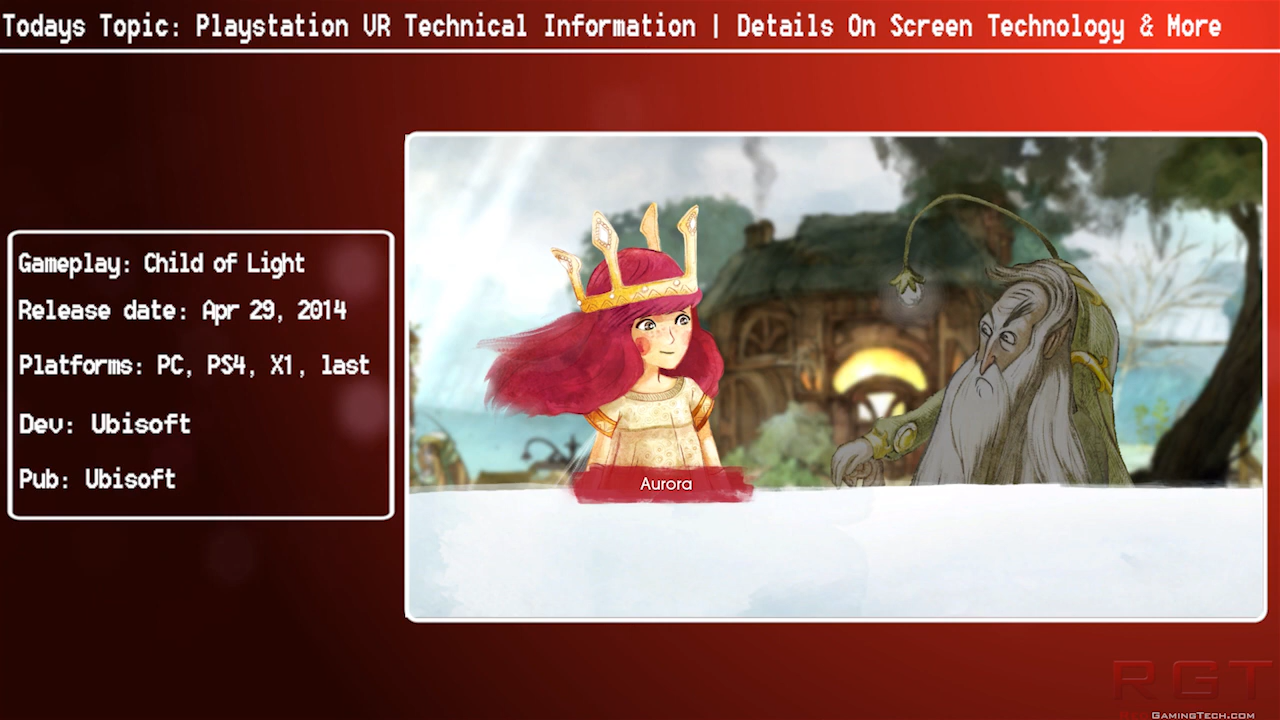 Todays Topic: Playstation VR Technical Information | Details On Screen Technology & More
Gameplay: Child of Light
Release date: Apr 29, 2014
Platforms: PC, PS4, X1, last
Dev: Ubisoft
Pub: Ubisoft
Aurora
RGT
RedGamingTech.com